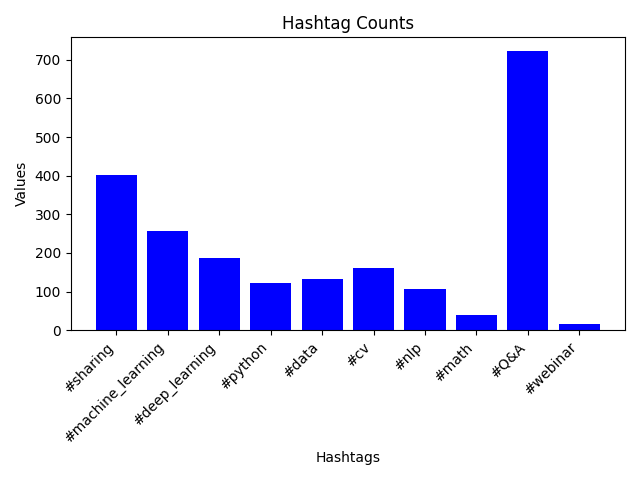 Hashtag Counts
Values
700
600
500
400
300
200
100
0
#sharing
#machine_learning
#deep_learning
#python
#data
#cv
#nlp
#math
#Q&A
#webinar
Hashtags